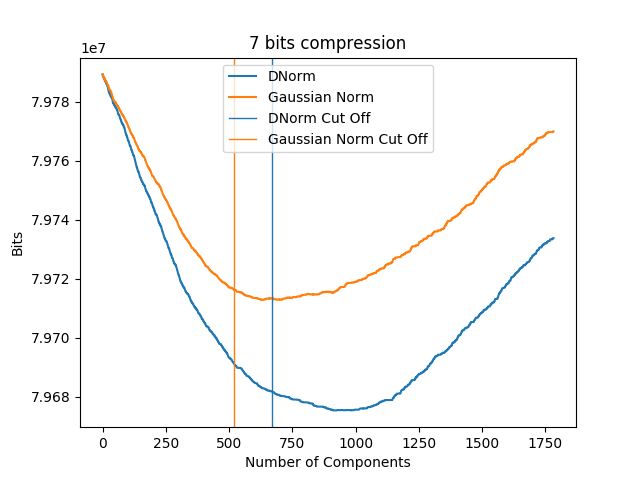 7 bits compression
1e7
DNorm
Gaussian Norm
DNorm Cut Off
Gaussian Norm Cut Off
7.978
7.976
7.974
7.972
7.970
7.968
Bits
0 250 500 750 1000 1250 1500 1750
Number of Components